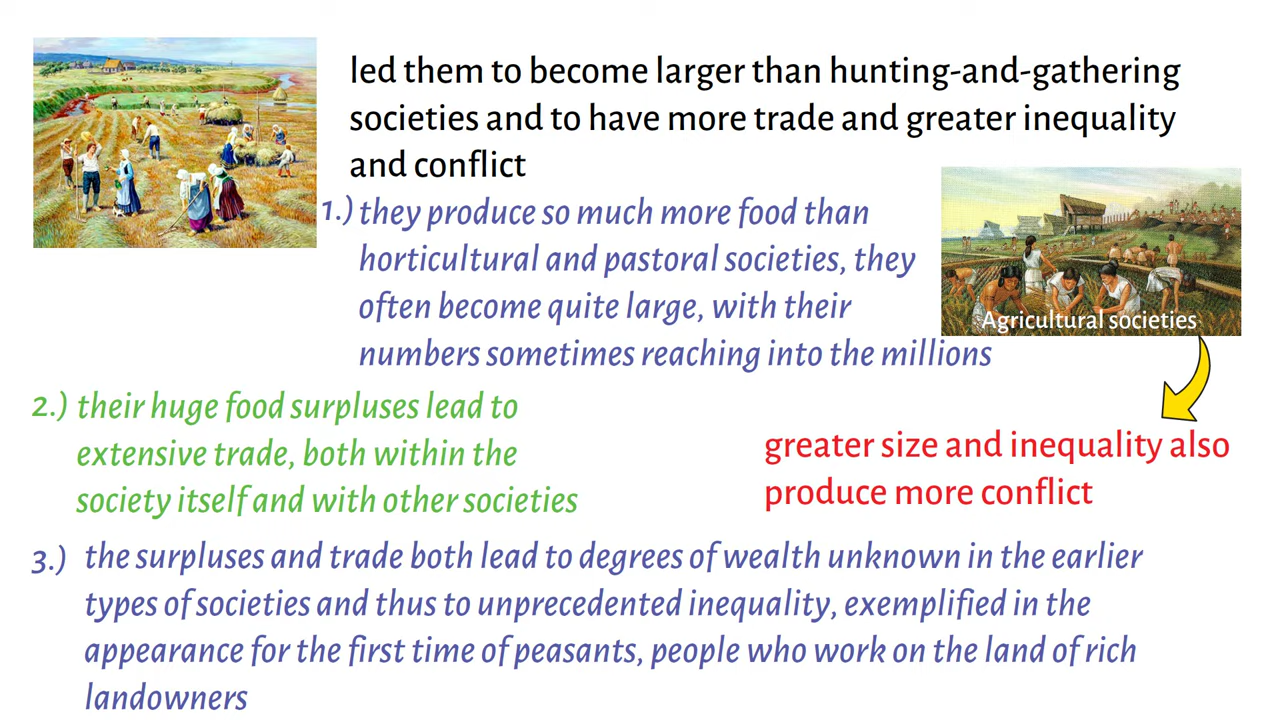 led them to become larger than hunting-and-gathering
societies and to have more trade and greater inequality
and conflict
1.) they produce so much more food than
horticultural and pastoral societies, they
often become quite large, with their
numbers sometimes reaching into the millions
Agricultural societies
2.) their huge food surpluses lead to
extensive trade, both within the
society itself and with other societies
greater size and inequality also
produce more conflict
3.) the surpluses and trade both lead to degrees of wealth unknown in the earlier
types of societies and thus to unprecedented inequality, exemplified in the
appearance for the first time of peasants, people who work on the land of rich
landowners